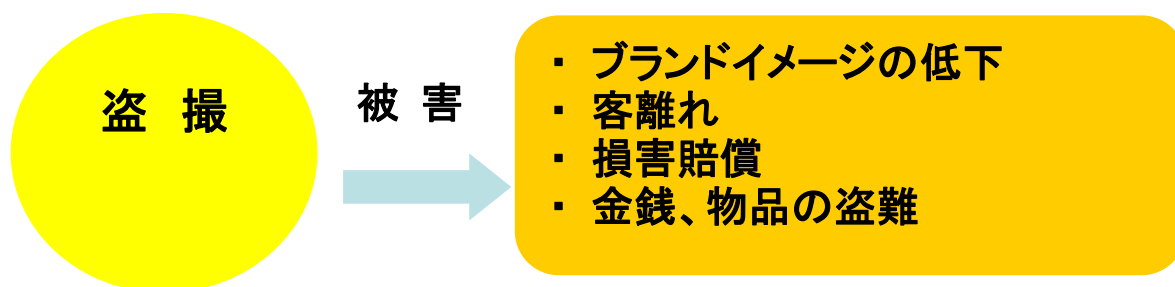 盗 撮
被 害
・ ブランドイメージの低下
・ 客離れ
・ 損害賠償
・ 金銭、物品の盗難